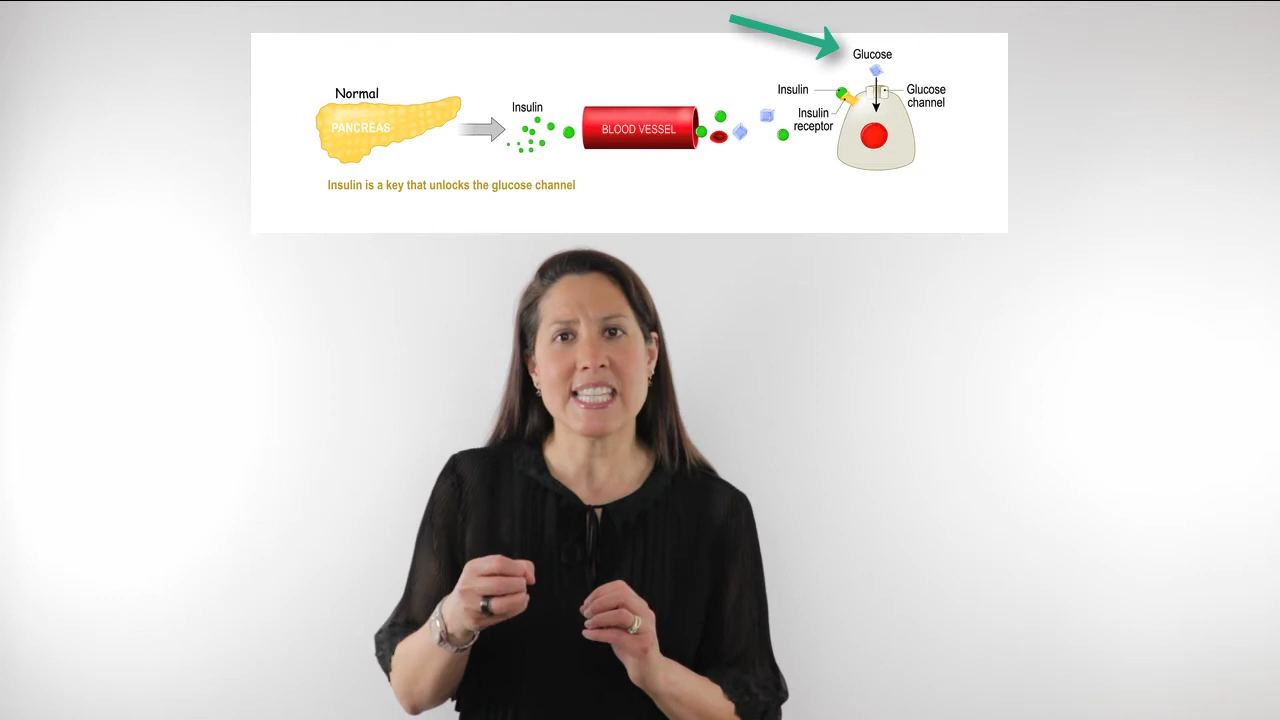 Glucose
Normal
Insulin
Glucose
channel
Insulin
PANCREAS
BLOOD VESSEL
Insulin
receptor
Insulin is a key that unlocks the glucose channel